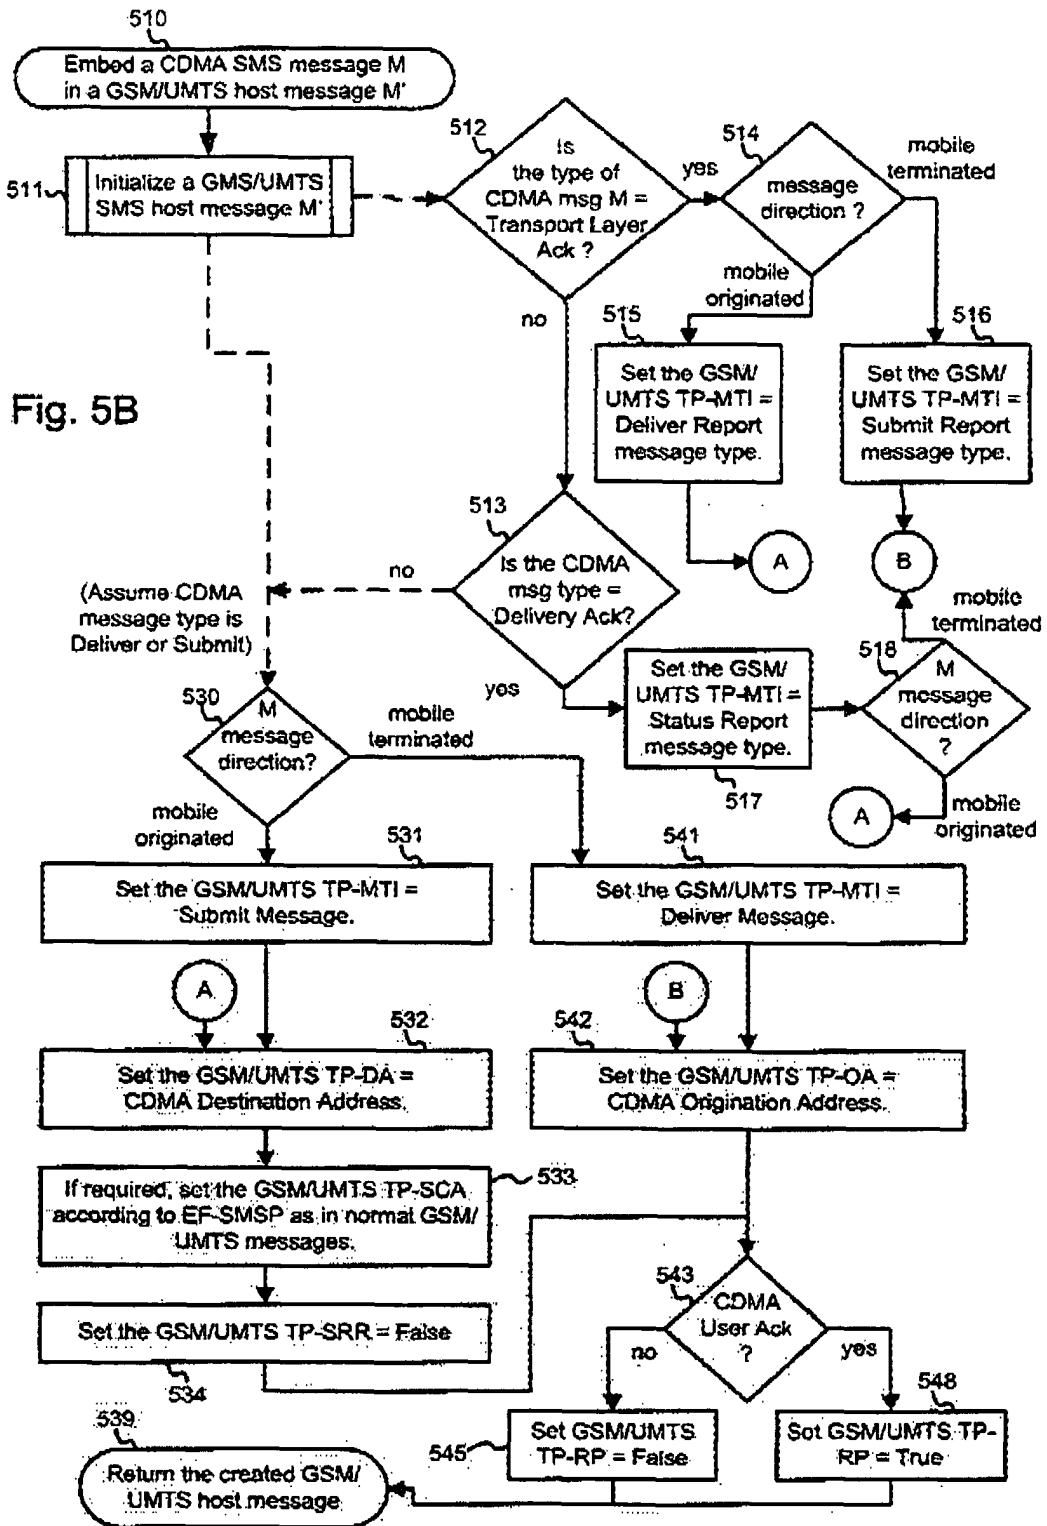 510
Embed a CDMA SMS message M
in a GSM/UMTS host message M'
511
Initialize a GMS/UMTS
SMS host message M'
512
Is
the type of
CDMA msg M =
Transport Layer
Ack ?
yes
no
514
message
direction ?
mobile
terminated
mobile
originated
515
Set the GSM/
UMTS TP-MTI =
Deliver Report
message type.
516
Set the GSM/
UMTS TP-MTI =
Submit Report
message type.
A
B
Fig. 5B
513
Is the CDMA
msg type =
Delivery Ack?
no
yes
(Assume CDMA
message type is
Deliver or Submit)
Set the GSM/
UMTS TP-MTI =
Status Report
message type.
517
mobile
terminated
518
M
message
direction
?
mobile
originated
A
530
M
message
direction?
mobile
terminated
mobile
originated
531
Set the GSM/UMTS TP-MTI =
Submit Message.
541
Set the GSM/UMTS TP-MTI =
Deliver Message.
A
B
532
Set the GSM/UMTS TP-DA =
CDMA Destination Address.
542
Set the GSM/UMTS TP-OA =
CDMA Origination Address.
If required, set the GSM/UMTS TP-SCA
according to EF-SMSP as in normal GSM/
UMTS messages.
533
Set the GSM/UMTS TP-SRR = False
534
543
CDMA
User Ack
?
no
yes
545
Set GSM/UMTS
TP-RP = False
548
Set GSM/UMTS TP-
RP = True
539
Return the created GSM/
UMTS host message